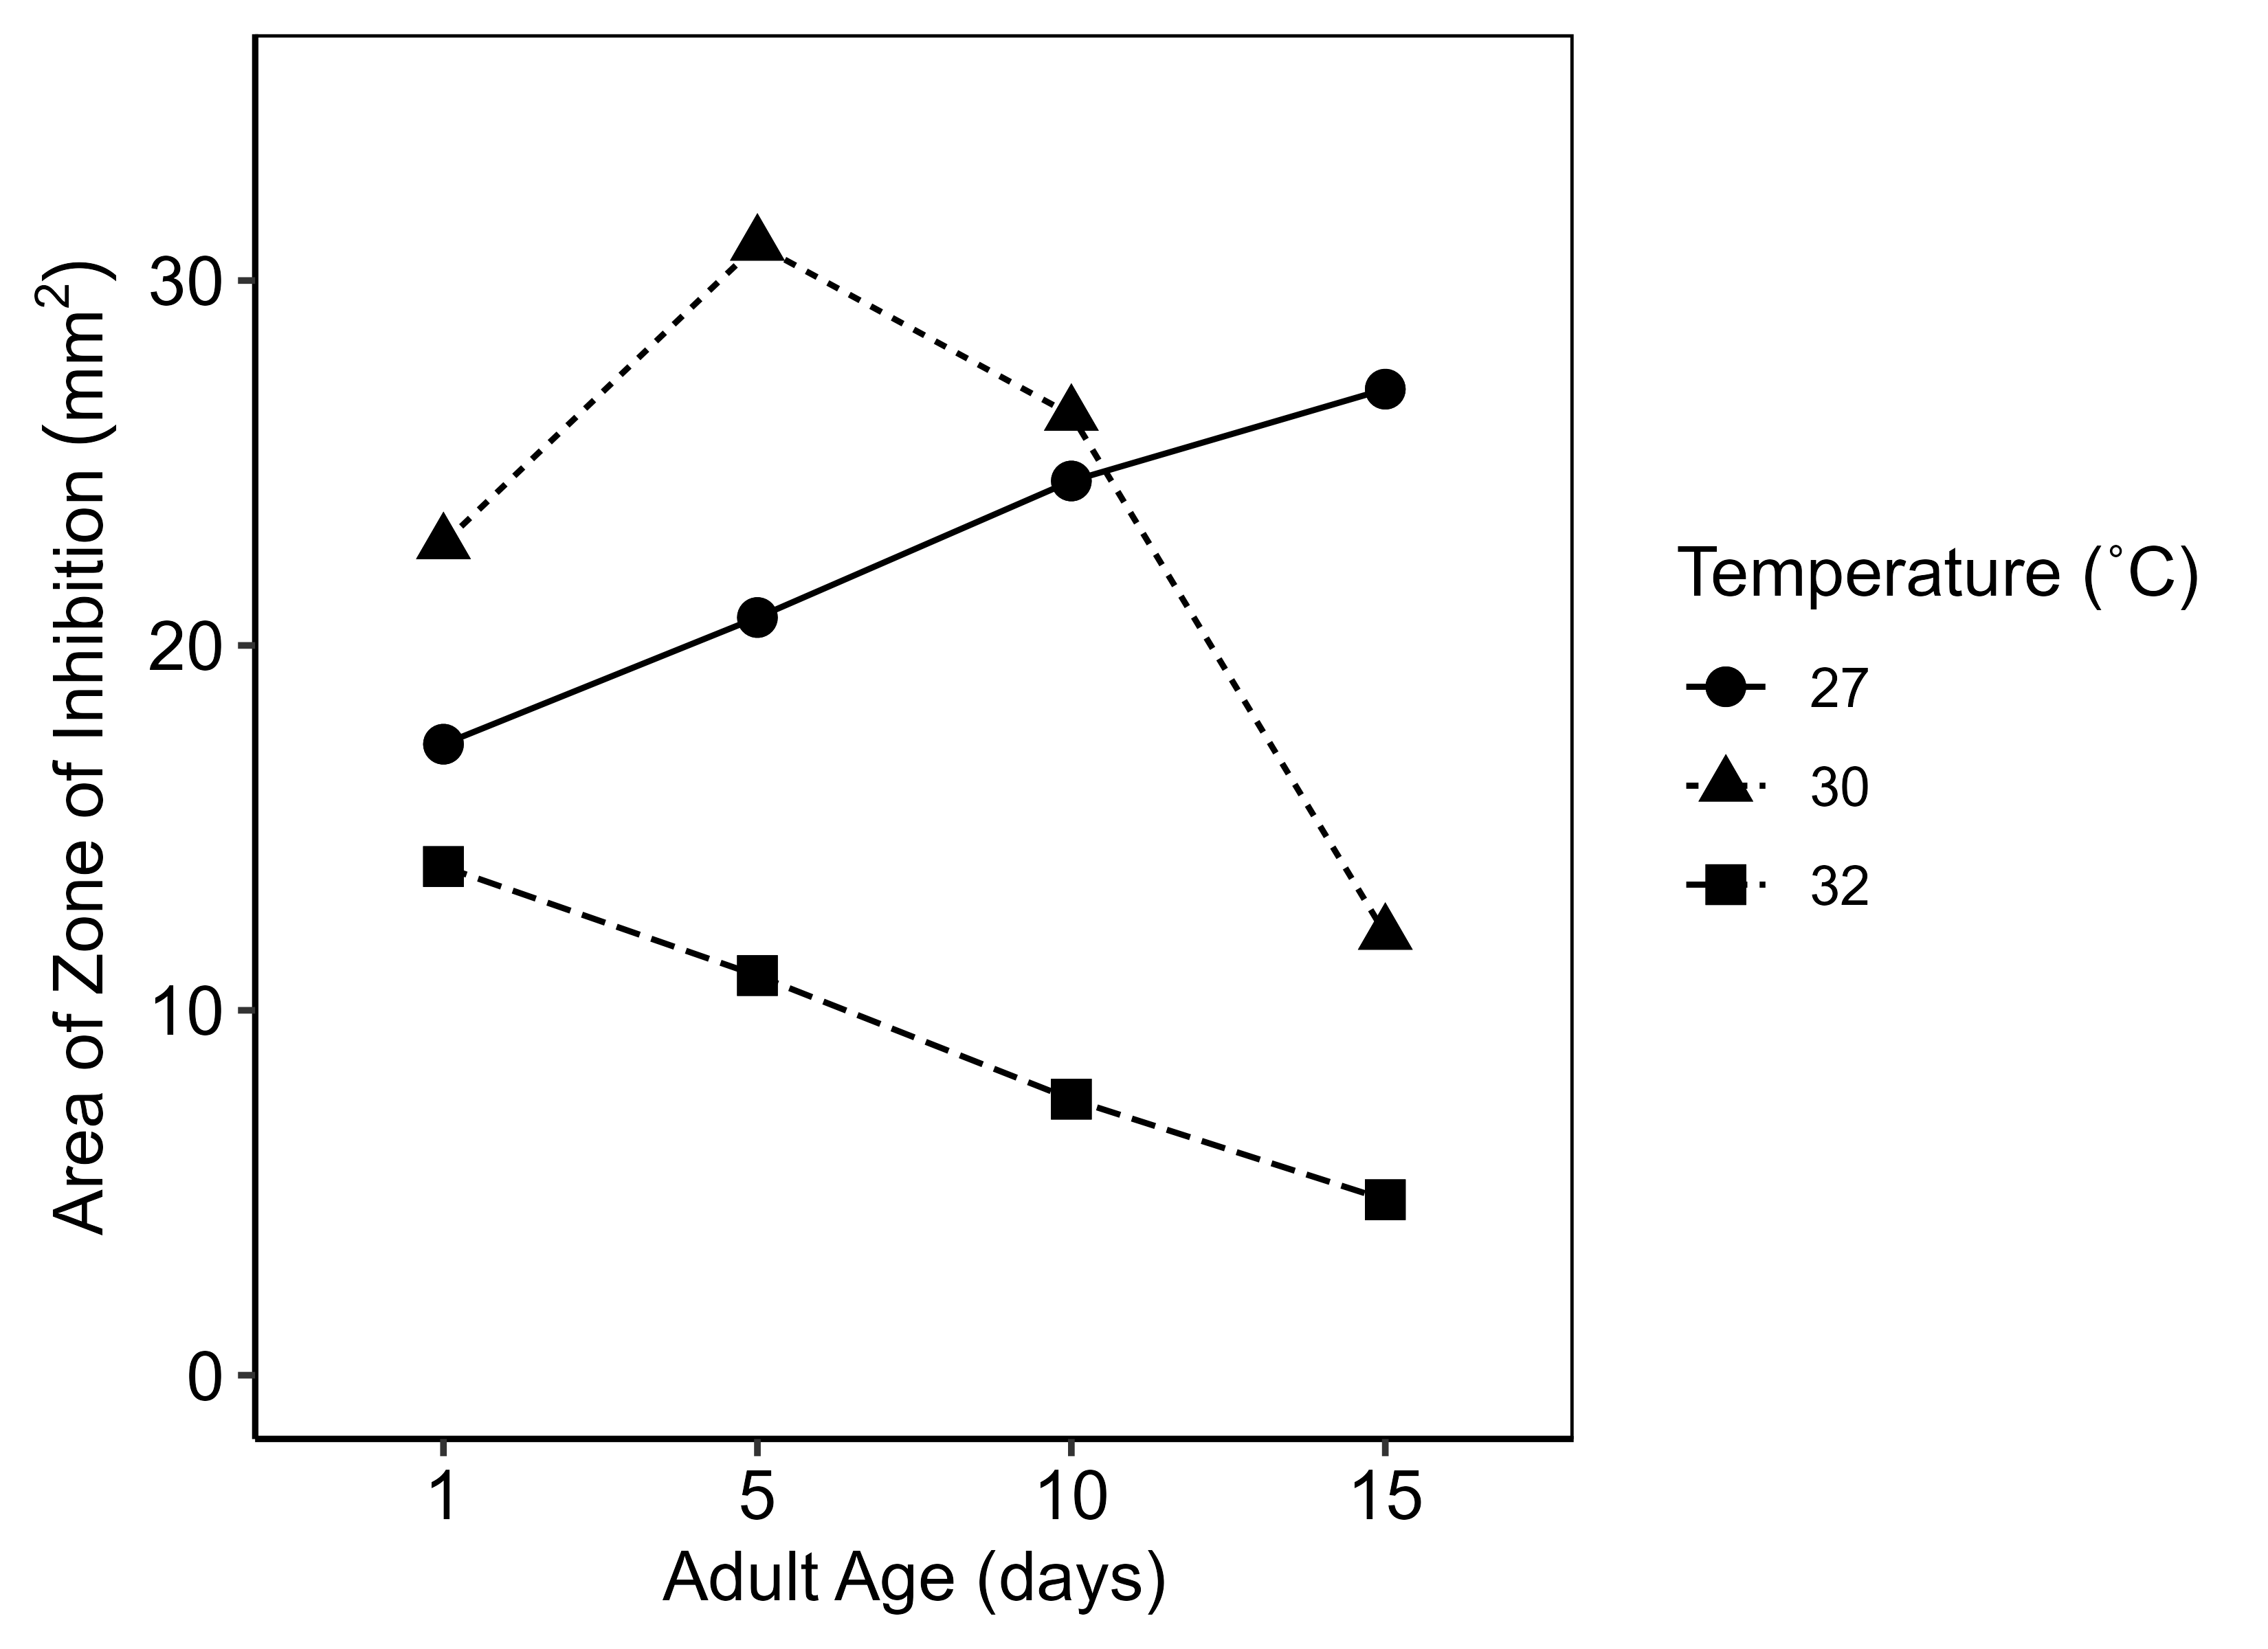 Area of Zone of Inhibition (mm²)
30
20
10
0
1 5 10 15
Adult Age (days)
Temperature (°C)
27
30
32